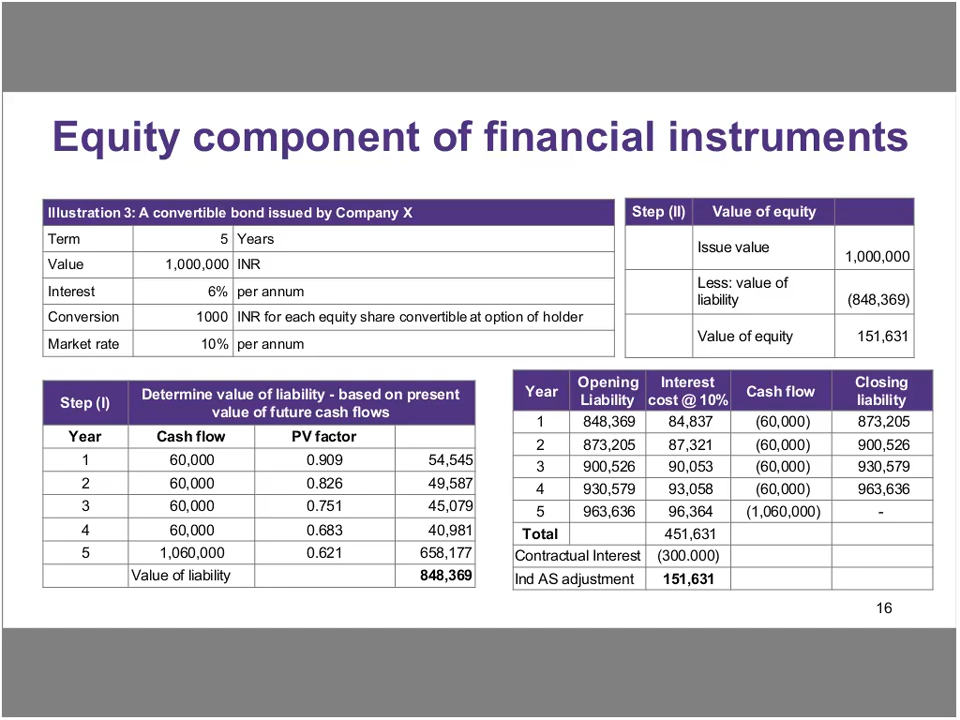 Equity component of financial instruments
Illustration 3: A convertible bond issued by Company X
Term 5 Years
Value 1,000,000 INR
Interest 6% per annum
Conversion 1000 INR for each equity share convertible at option of holder
Market rate 10% per annum
Step (II) Value of equity
Issue value
1,000,000
Less: value of
liability (848,369)
Value of equity 151,631
Step (I) Determine value of liability - based on present
value of future cash flows
Year Cash flow PV factor
1 60,000 0.909 54,545
2 60,000 0.826 49,587
3 60,000 0.751 45,079
4 60,000 0.683 40,981
5 1,060,000 0.621 658,177
Value of liability 848,369
Year Opening Liability Interest cost @ 10% Cash flow Closing liability
1 848,369 84,837 (60,000) 873,205
2 873,205 87,321 (60,000) 900,526
3 900,526 90,053 (60,000) 930,579
4 930,579 93,058 (60,000) 963,636
5 963,636 96,364 (1,060,000) -
Total 451,631
Contractual Interest (300.000)
Ind AS adjustment 151,631
16